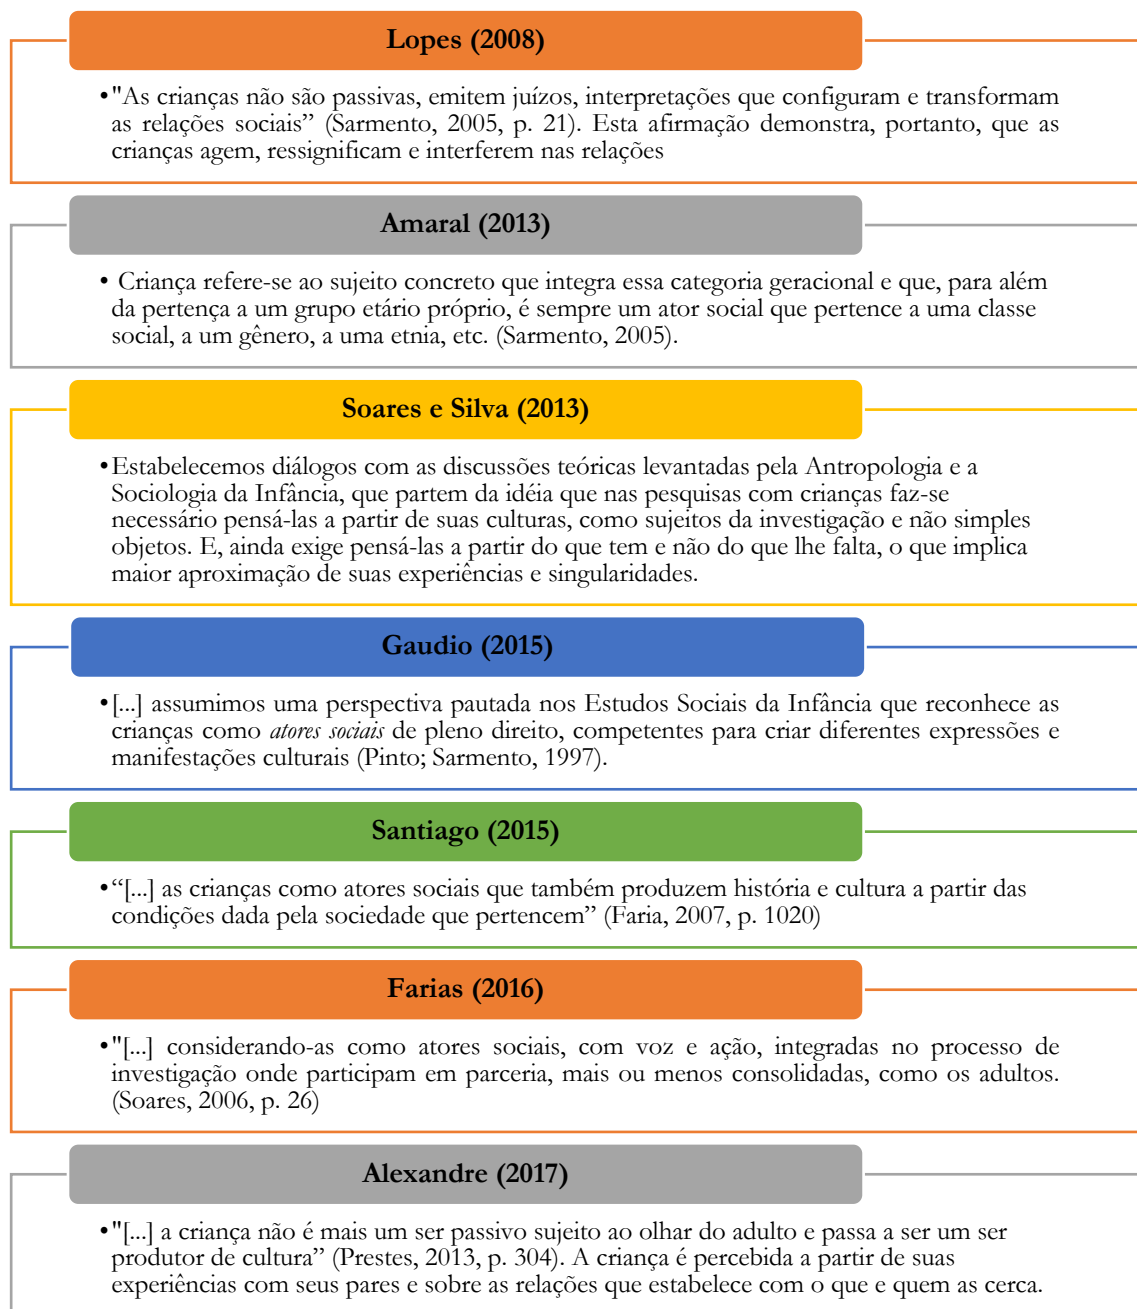 Lopes (2008)
•"As crianças não são passivas, emitem juízos, interpretações que configuram e transformam
as relações sociais” (Sarmento, 2005, p. 21). Esta afirmação demonstra, portanto, que as
crianças agem, ressignificam e interferem nas relações
Amaral (2013)
• Criança refere-se ao sujeito concreto que integra essa categoria geracional e que, para além
da pertença a um grupo etário próprio, é sempre um ator social que pertence a uma classe
social, a um gênero, a uma etnia, etc. (Sarmento, 2005).
Soares e Silva (2013)
•Estabelecemos diálogos com as discussões teóricas levantadas pela Antropologia e a
Sociologia da Infância, que partem da idéia que nas pesquisas com crianças faz-se
necessário pensá-las a partir de suas culturas, como sujeitos da investigação e não simples
objetos. E, ainda exige pensá-las a partir do que tem e não do que lhe falta, o que implica
maior aproximação de suas experiências e singularidades.
Gaudio (2015)
•[...] assumimos uma perspectiva pautada nos Estudos Sociais da Infância que reconhece as
crianças como atores sociais de pleno direito, competentes para criar diferentes expressões e
manifestações culturais (Pinto; Sarmento, 1997).
Santiago (2015)
•“[...] as crianças como atores sociais que também produzem história e cultura a partir das
condições dada pela sociedade que pertencem” (Faria, 2007, p. 1020)
Farias (2016)
•"[...] considerando-as como atores sociais, com voz e ação, integradas no processo de
investigação onde participam em parceria, mais ou menos consolidadas, como os adultos.
(Soares, 2006, p. 26)
Alexandre (2017)
•"[...] a criança não é mais um ser passivo sujeito ao olhar do adulto e passa a ser um ser
produtor de cultura” (Prestes, 2013, p. 304). A criança é percebida a partir de suas
experiências com seus pares e sobre as relações que estabelece com o que e quem as cerca.